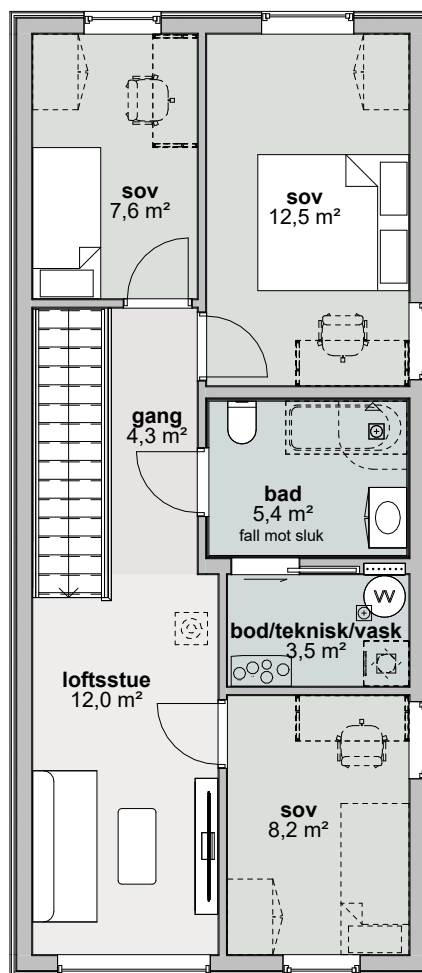 sov
7,6 m²
sov
12,5 m²
gang
4,3 m²
bad
5,4 m²
fall mot sluk
VV
bod/teknisk/vask
3,5 m²
loftsstue
12,0 m²
sov
8,2 m²